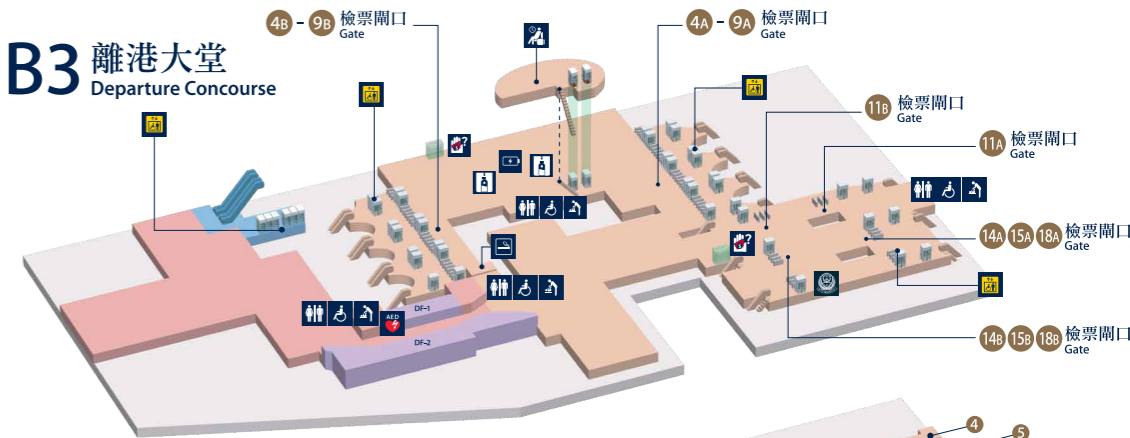 B3 離港大堂
Departure Concourse
4B - 9B 檢票閘口
Gate
4A - 9A 檢票閘口
Gate
11B 檢票閘口
Gate
11A 檢票閘口
Gate
14A 15A 18A 檢票閘口
Gate
14B 15B 18B 檢票閘口
Gate
?
?
AED
DF-1
DF-2
4
5